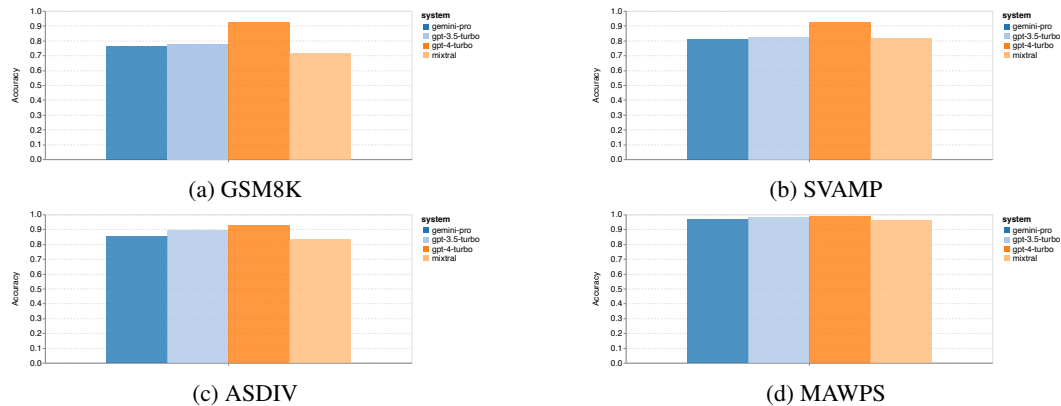 1.0
0.9
0.8
0.7
0.6
0.5
0.4
0.3
0.2
0.1
0.0
Accuracy
system
gemini-pro
gpt-3.5-turbo
gpt-4-turbo
mixtral
(a) GSM8K
1.0
0.9
0.8
0.7
0.6
0.5
0.4
0.3
0.2
0.1
0.0
Accuracy
system
gemini-pro
gpt-3.5-turbo
gpt-4-turbo
mixtral
(b) SVAMP
1.0
0.9
0.8
0.7
0.6
0.5
0.4
0.3
0.2
0.1
0.0
Accuracy
system
gemini-pro
gpt-3.5-turbo
gpt-4-turbo
mixtral
(c) ASDIV
1.0
0.9
0.8
0.7
0.6
0.5
0.4
0.3
0.2
0.1
0.0
Accuracy
system
gemini-pro
gpt-3.5-turbo
gpt-4-turbo
mixtral
(d) MAWPS